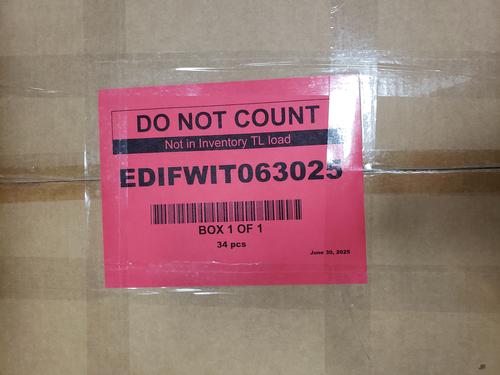 DO NOT COUNT
Not in Inventory TL load
EDIFWIT063025
BOX 1 OF 1
34 pcs
June 30, 2025